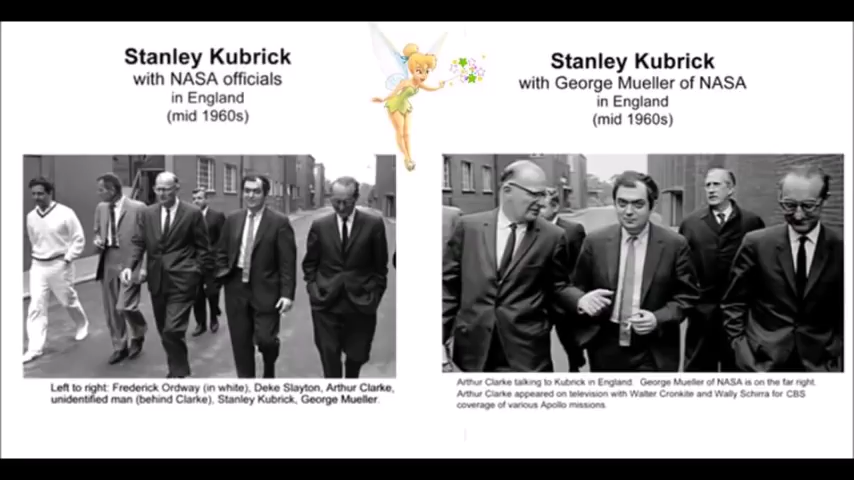 Stanley Kubrick
with NASA officials
in England
(mid 1960s)
Left to right: Frederick Ordway (in white), Deke Slayton, Arthur Clarke,
unidentified man (behind Clarke), Stanley Kubrick, George Mueller.
Stanley Kubrick
with George Mueller of NASA
in England
(mid 1960s)
Arthur Clarke talking to Kubrick in England. George Mueller of NASA is on the far right.
Arthur Clarke appeared on television with Walter Cronkite and Wally Schirra for CBS
coverage of various Apollo missions.